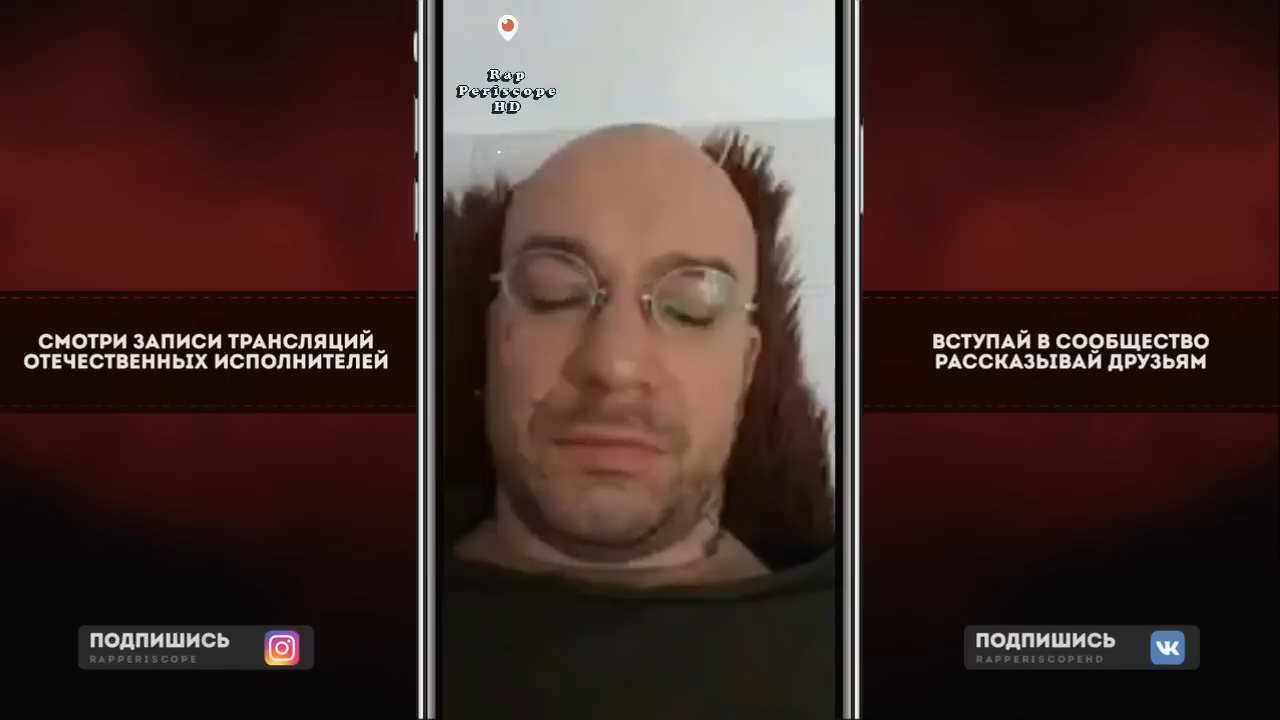 Rap
Periscope
HD
СМОТРИ ЗАПИСИ ТРАНСЛЯЦИЙ
ОТЕЧЕСТВЕННЫХ ИСПОЛНИТЕЛЕЙ
ВСТУПАЙ В СООБЩЕСТВО
РАССКАЗЫВАЙ ДРУЗЬЯМ
ПОДПИШИСЬ
RAPPERISCOPE
ПОДПИШИСЬ
RAPPERISCOPEHD